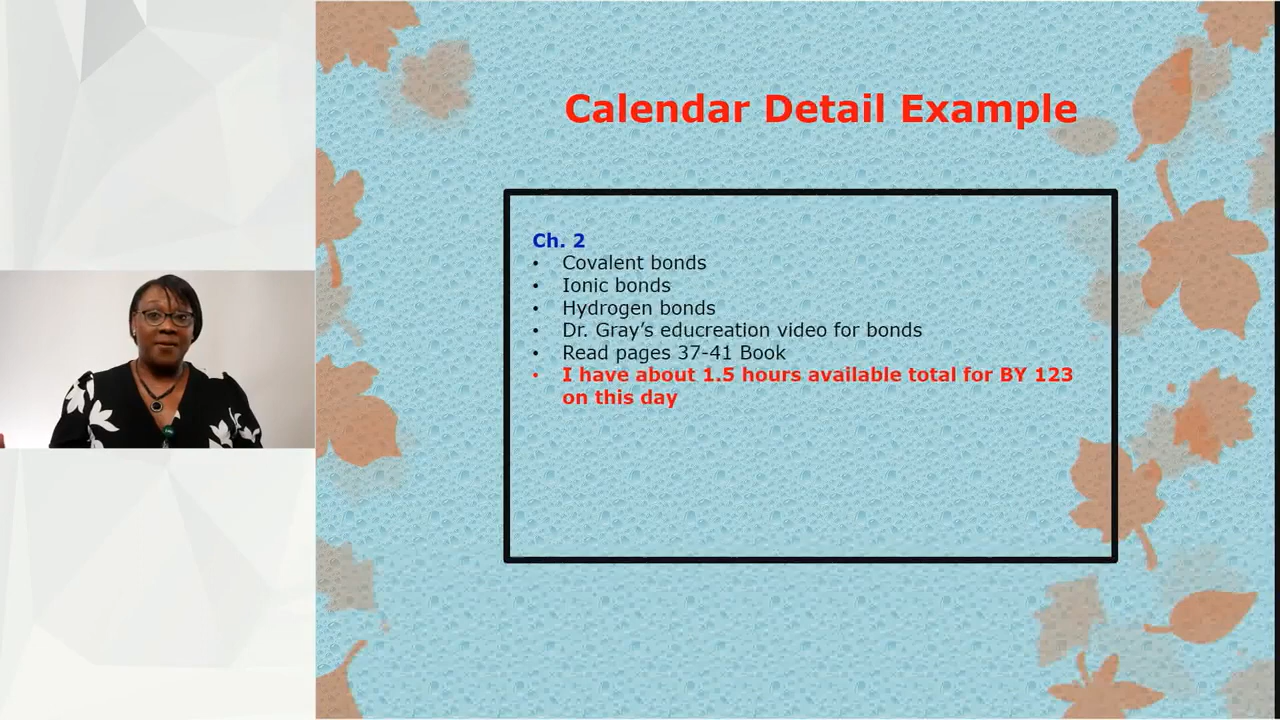 Calendar Detail Example
Ch. 2
• Covalent bonds
• Ionic bonds
• Hydrogen bonds
• Dr. Gray’s educreation video for bonds
• Read pages 37-41 Book
• I have about 1.5 hours available total for BY 123
on this day